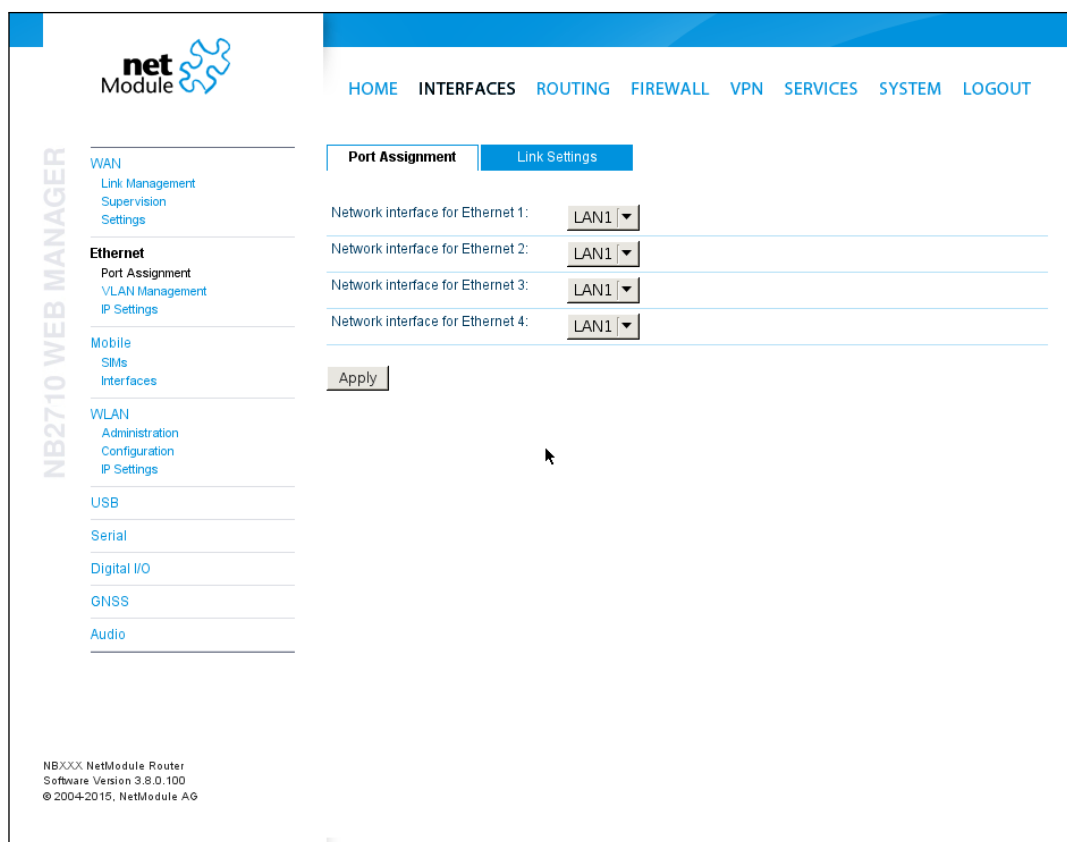 net
Module
HOME INTERFACES ROUTING FIREWALL VPN SERVICES SYSTEM LOGOUT
NB2710 WEB MANAGER
WAN
Link Management
Supervision
Settings
Ethernet
Port Assignment
VLAN Management
IP Settings
Mobile
SIMs
Interfaces
WLAN
Administration
Configuration
IP Settings
USB
Serial
Digital I/O
GNSS
Audio
Port Assignment Link Settings
Network interface for Ethernet 1: LAN1
Network interface for Ethernet 2: LAN1
Network interface for Ethernet 3: LAN1
Network interface for Ethernet 4: LAN1
Apply
NBXXX NetModule Router
Software Version 3.8.0.100
© 2004-2015, NetModule AG